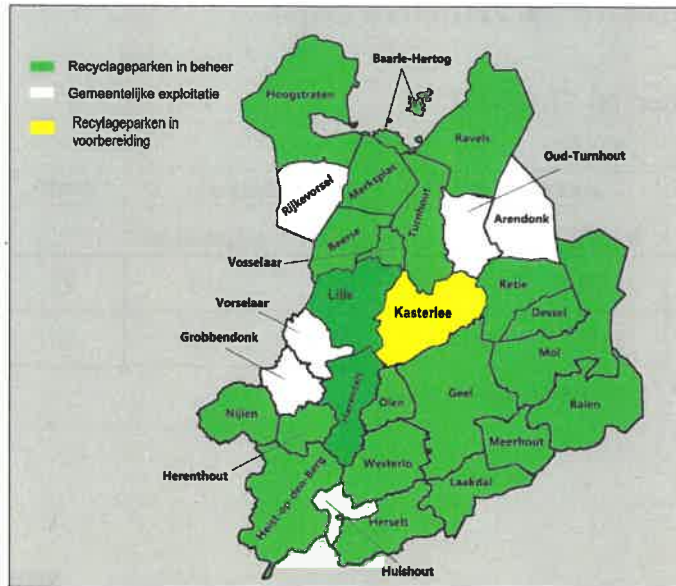 Recyclageparken in beheer
Gemeentelijke exploitatie
Recylageparken in
voorbereiding
Baarle-Hertog
Hoogstraten
Ravels
Oud-Turnhout
Rijkevorsel
Merksplas
Turnhout
Arendonk
Beerse
Vosselaar
Lille
Retie
Kasterlee
Dessel
Vorselaar
Grobbendonk
Mol
Geel
Balen
Herentals
Olen
Nijlen
Meerhout
Herenthout
Westerlo
Laakdal
Heist-op-den-Berg
Herselt
Hulshout